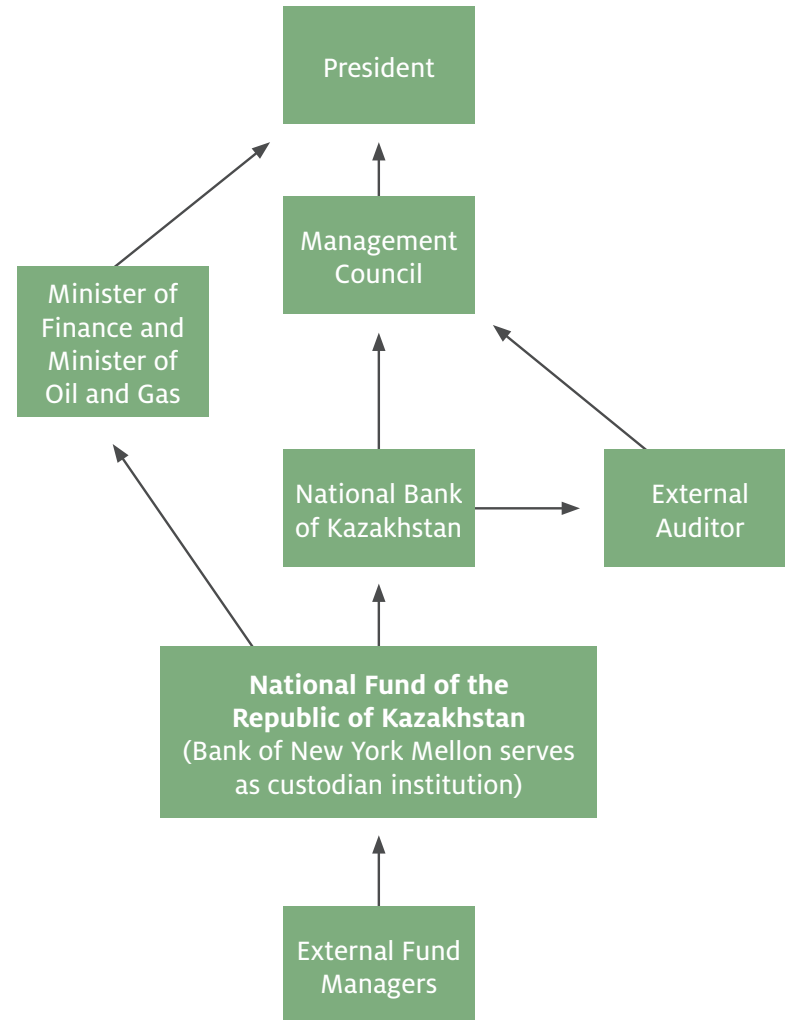 President
Management
Council
Minister of
Finance and
Minister of
Oil and Gas
National Bank
of Kazakhstan
External
Auditor
National Fund of the
Republic of Kazakhstan
(Bank of New York Mellon serves
as custodian institution)
External Fund
Managers